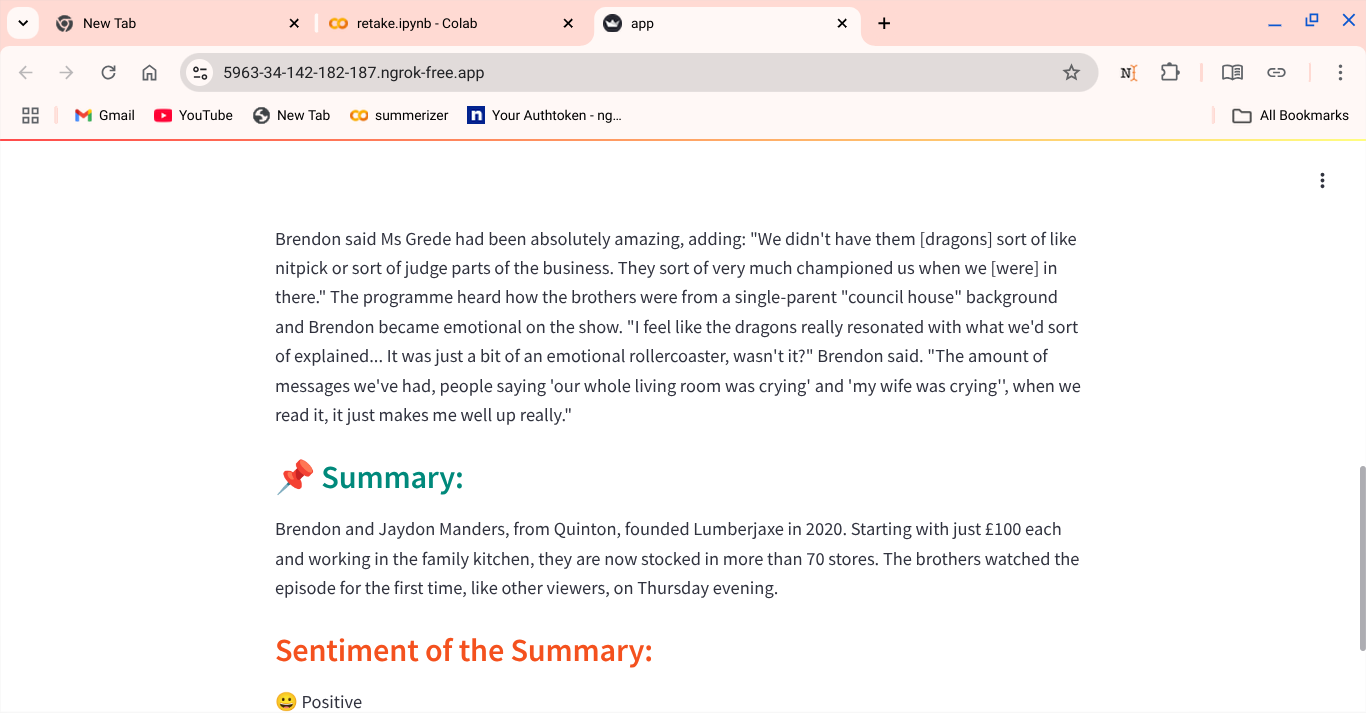 New Tab
retake.ipynb - Colab
app
5963-34-142-182-187.ngrok-free.app
Gmail
YouTube
New Tab
summerizer
Your Authtoken - ng...
All Bookmarks
Brendon said Ms Grede had been absolutely amazing, adding: "We didn't have them [dragons] sort of like
nitpick or sort of judge parts of the business. They sort of very much championed us when we [were] in
there." The programme heard how the brothers were from a single-parent "council house" background
and Brendon became emotional on the show. "I feel like the dragons really resonated with what we'd sort
of explained... It was just a bit of an emotional rollercoaster, wasn't it?" Brendon said. "The amount of
messages we've had, people saying 'our whole living room was crying' and 'my wife was crying'', when we
read it, it just makes me well up really."
📌 Summary:
Brendon and Jaydon Manders, from Quinton, founded Lumberjaxe in 2020. Starting with just £100 each
and working in the family kitchen, they are now stocked in more than 70 stores. The brothers watched the
episode for the first time, like other viewers, on Thursday evening.
Sentiment of the Summary:
😀 Positive